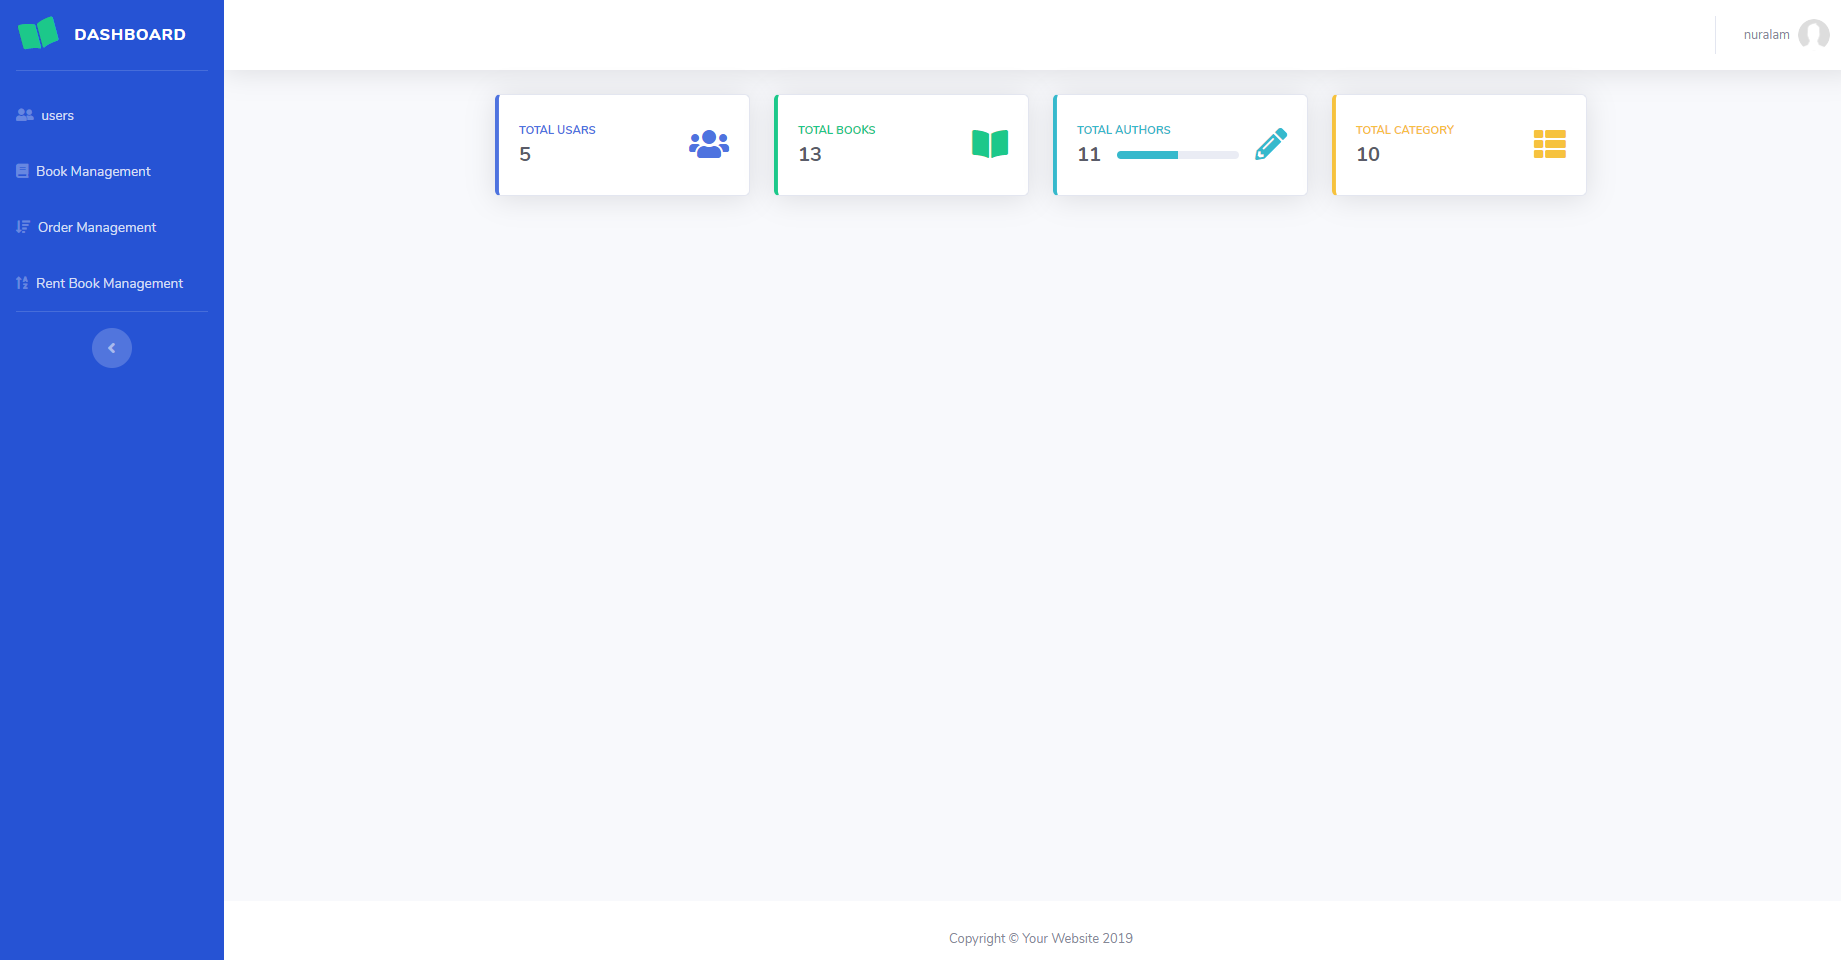 DASHBOARD
nuralam
users
Book Management
Order Management
Rent Book Management
TOTAL USARS
5
TOTAL BOOKS
13
TOTAL AUTHORS
11
TOTAL CATEGORY
10
Copyright © Your Website 2019